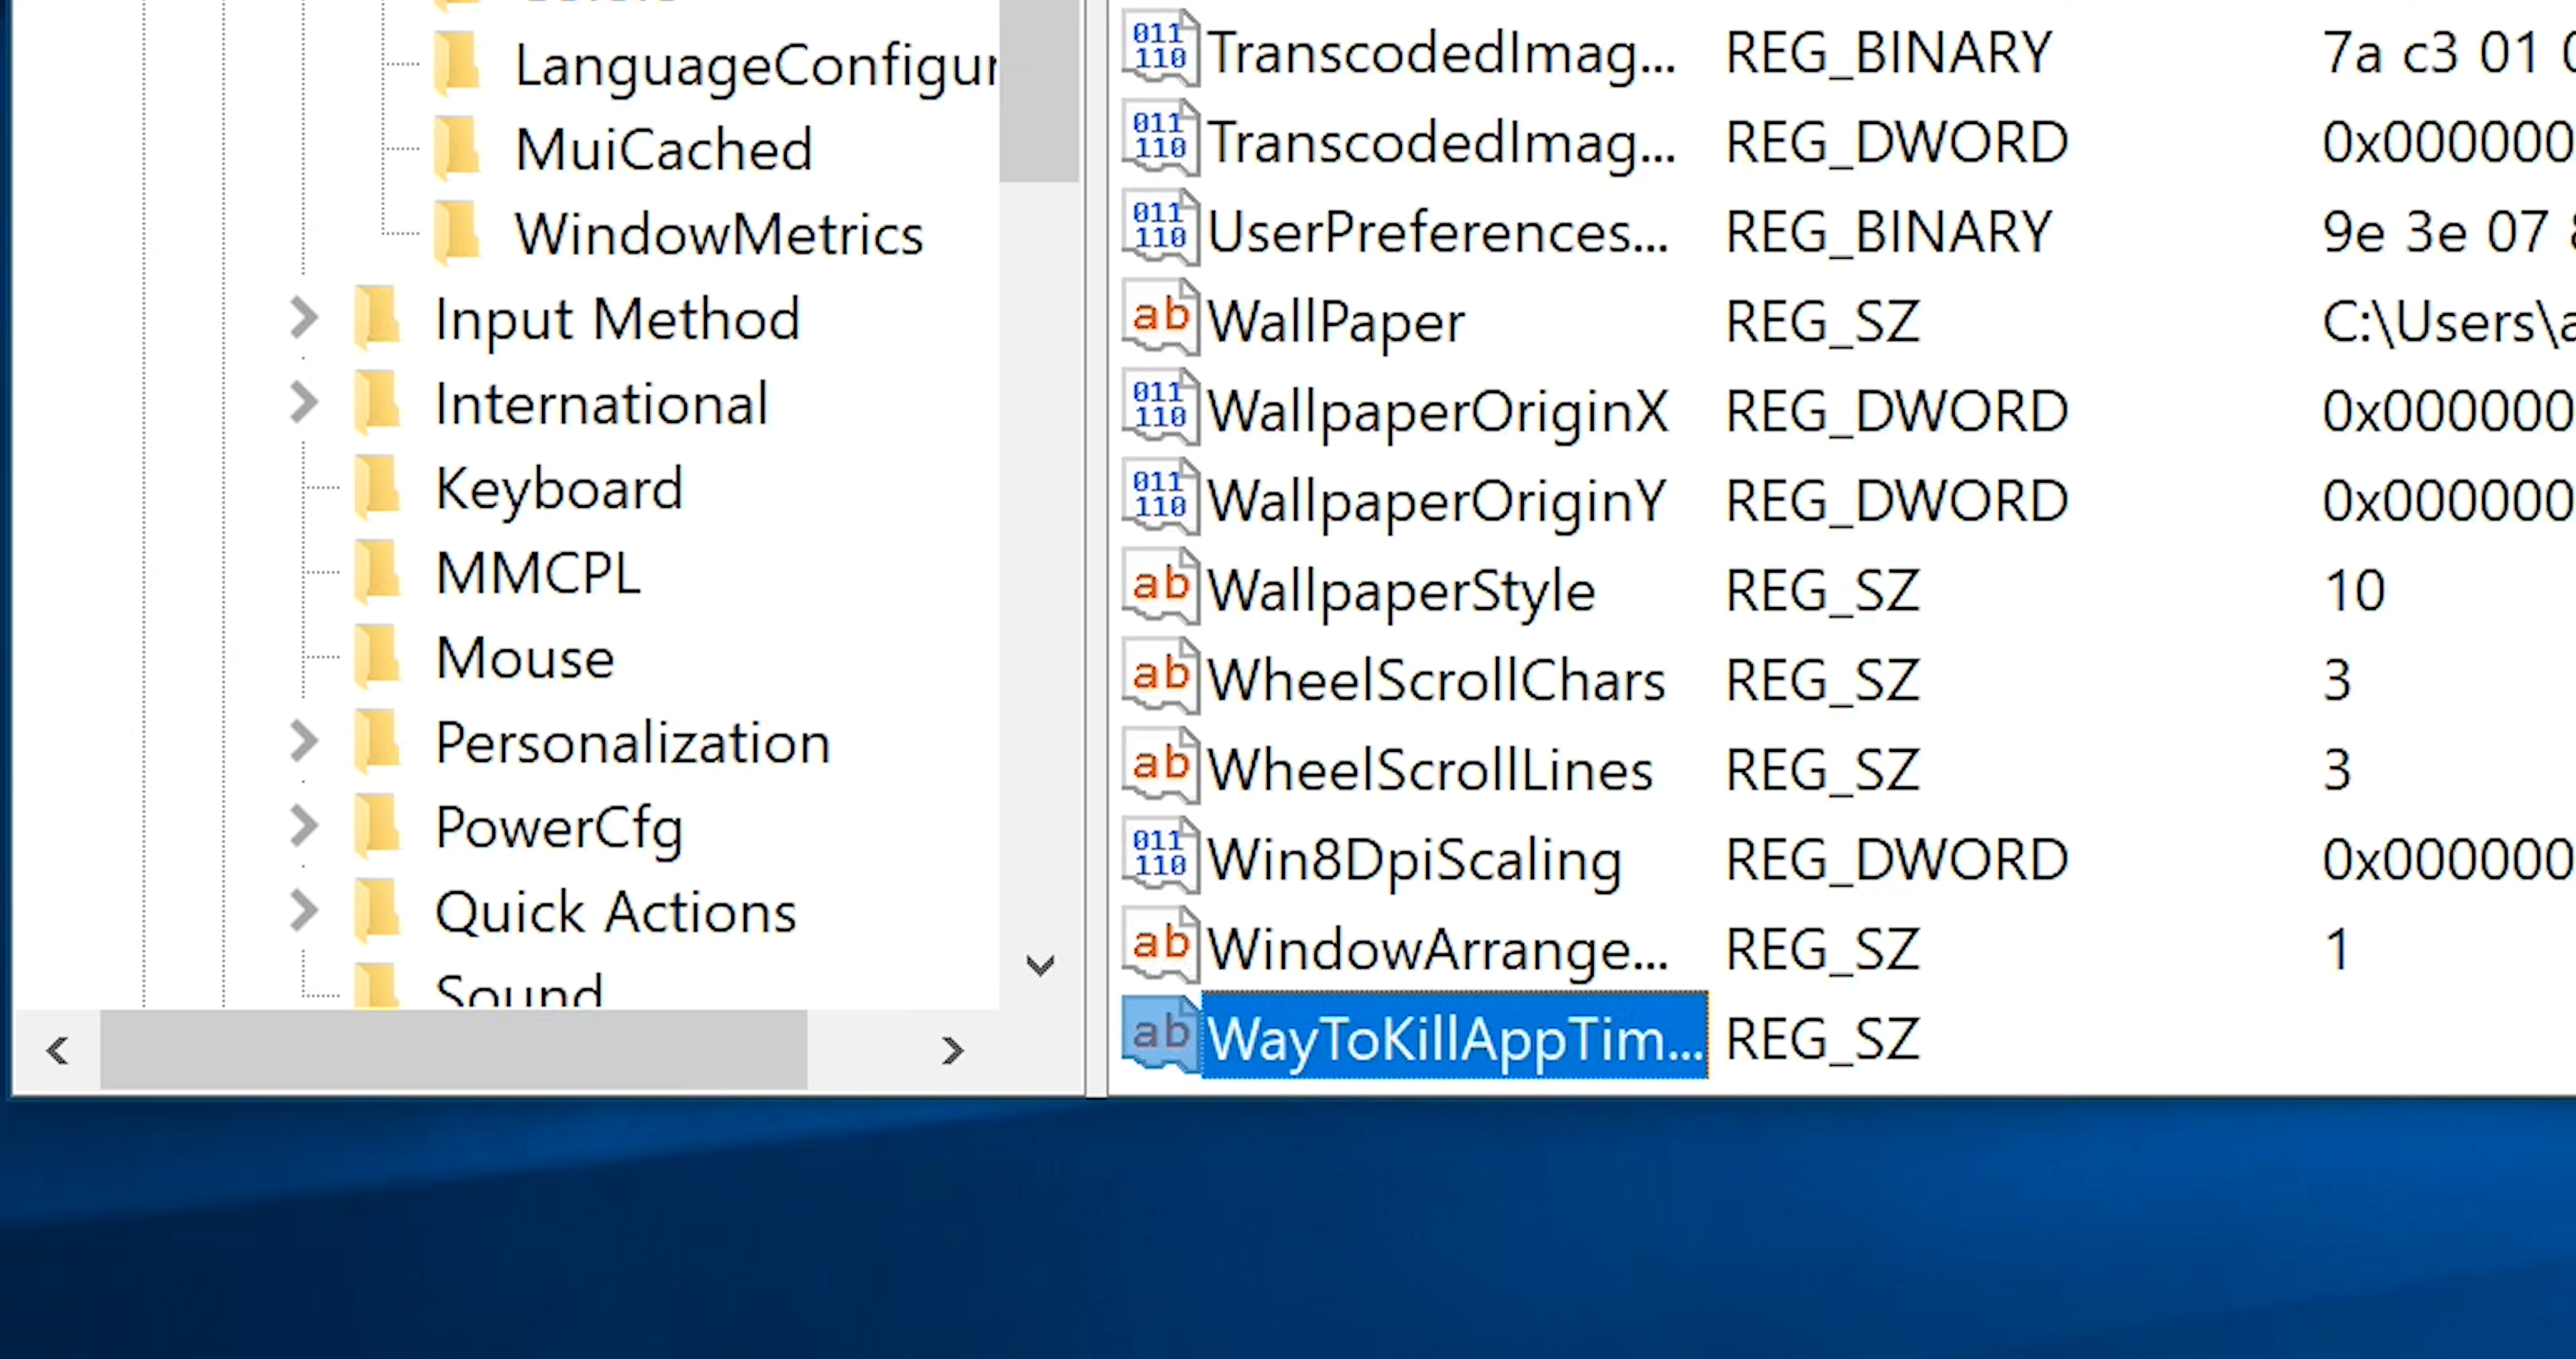 LanguageConfigur
MuiCached
WindowMetrics
Input Method
International
Keyboard
MMCPL
Mouse
Personalization
PowerCfg
Quick Actions
Sound
TranscodedImag... REG_BINARY 7a c3 01
TranscodedImag... REG_DWORD 0x000000
UserPreferences... REG_BINARY 9e 3e 07
WallPaper REG_SZ C:\Users\a
WallpaperOriginX REG_DWORD 0x000000
WallpaperOriginY REG_DWORD 0x000000
WallpaperStyle REG_SZ 10
WheelScrollChars REG_SZ 3
WheelScrollLines REG_SZ 3
Win8DpiScaling REG_DWORD 0x000000
WindowArrange... REG_SZ 1
WayToKillAppTim... REG_SZ